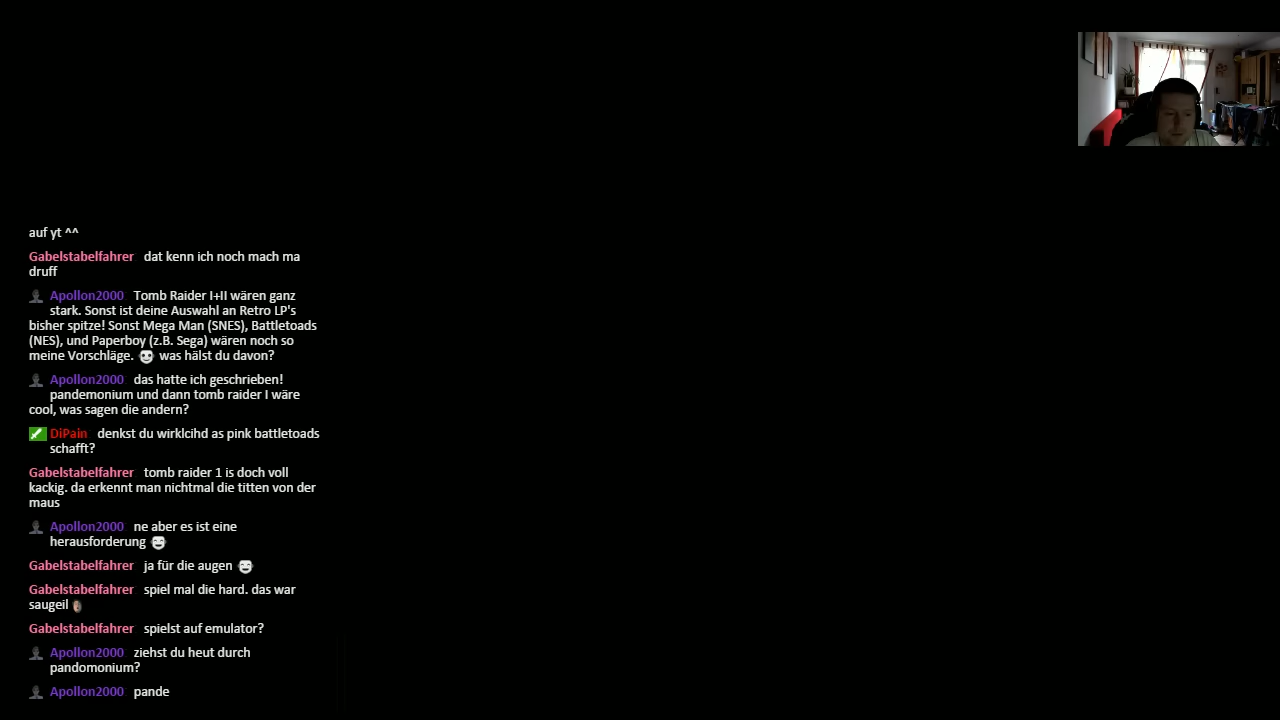 auf yt ^^
Gabelstabelfahrer dat kenn ich noch mach ma
druff
Apollon2000 Tomb Raider I+II wären ganz
stark. Sonst ist deine Auswahl an Retro LP's
bisher spitze! Sonst Mega Man (SNES), Battletoads
(NES), und Paperboy (z.B. Sega) wären noch so
meine Vorschläge. was hälst du davon?
Apollon2000 das hatte ich geschrieben!
pandemonium und dann tomb raider I wäre
cool, was sagen die andern?
DiPain denkst du wirklcihd as pink battletoads
schafft?
Gabelstabelfahrer tomb raider 1 is doch voll
kackig. da erkennt man nichtmal die titten von der
maus
Apollon2000 ne aber es ist eine
herausforderung
Gabelstabelfahrer ja für die augen
Gabelstabelfahrer spiel mal die hard. das war
saugeil
Gabelstabelfahrer spielst auf emulator?
Apollon2000 ziehst du heut durch
pandomonium?
Apollon2000 pande